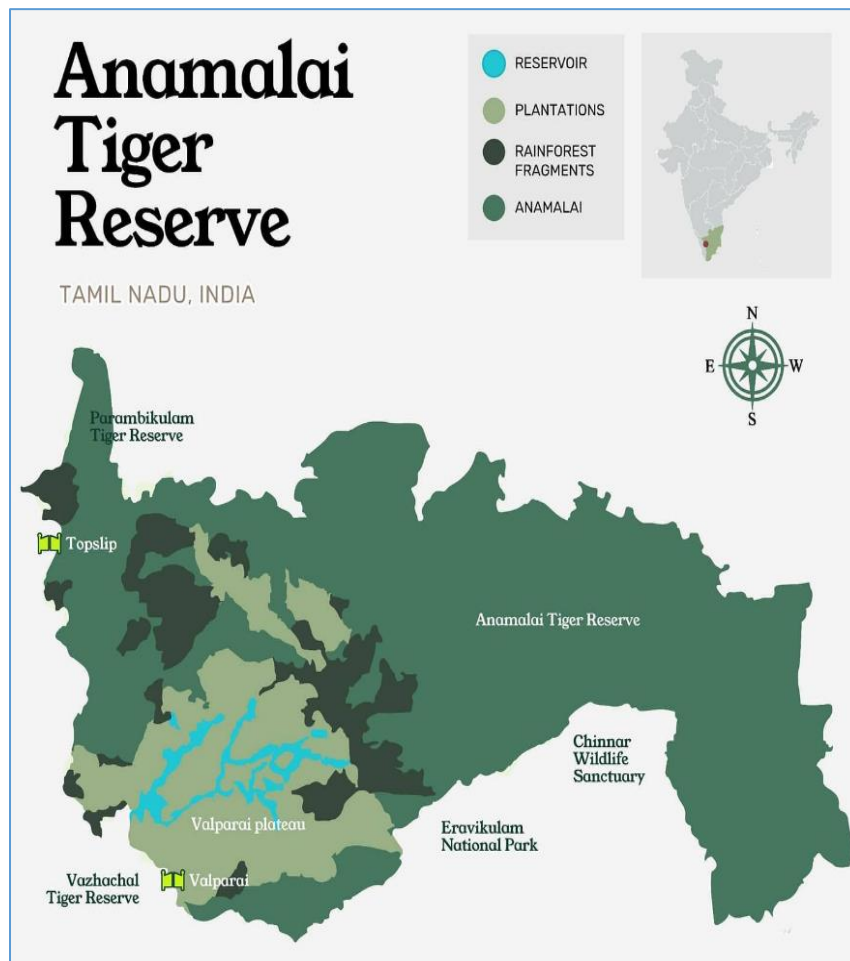 Anamalai
Tiger
Reserve
TAMIL NADU, INDIA
RESERVOIR
PLANTATIONS
RAINFOREST
FRAGMENTS
ANAMALAI
N
E
W
S
Parambikulam
Tiger Reserve
Topslip
Anamalai Tiger Reserve
Chinnar
Wildlife
Sanctuary
Valparai plateau
Eravikulam
National Park
Vazhachal
Tiger Reserve
Valparai